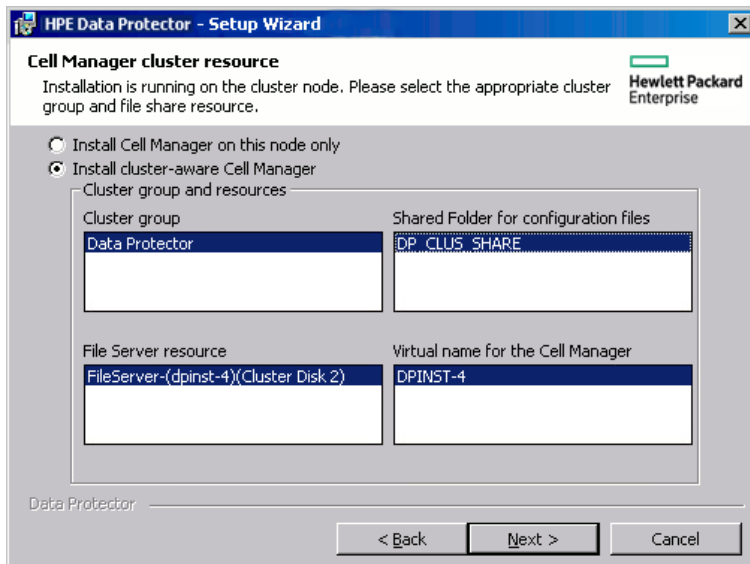 HPE Data Protector - Setup Wizard
Cell Manager cluster resource
Installation is running on the cluster node. Please select the appropriate cluster
group and file share resource.
Hewlett Packard
Enterprise
Install Cell Manager on this node only
Install cluster-aware Cell Manager
Cluster group and resources
Cluster group
Data Protector
Shared Folder for configuration files
DP_CLUS_SHARE
File Server resource
FileServer-(dpinst-4)(Cluster Disk 2)
Virtual name for the Cell Manager
DPINST-4
Data Protector
< Back
Next >
Cancel